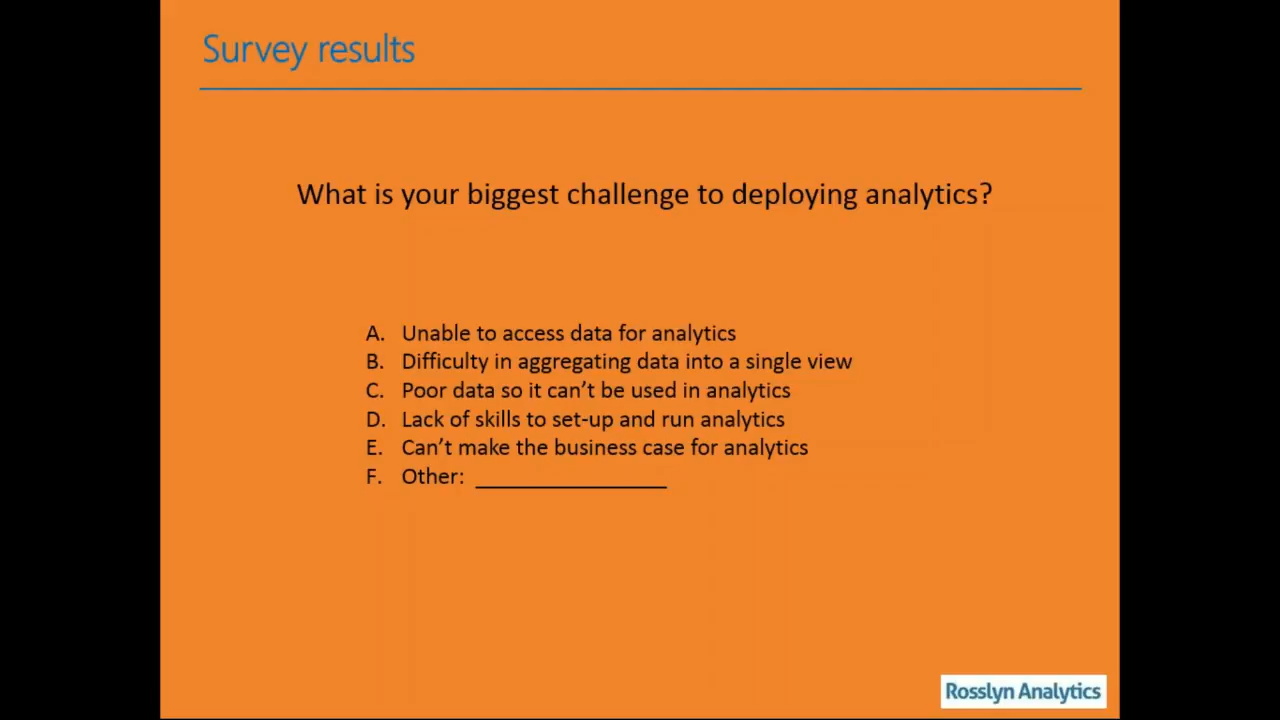 Survey results
What is your biggest challenge to deploying analytics?
A. Unable to access data for analytics
B. Difficulty in aggregating data into a single view
C. Poor data so it can’t be used in analytics
D. Lack of skills to set-up and run analytics
E. Can’t make the business case for analytics
F. Other: ________________
Rosslyn Analytics